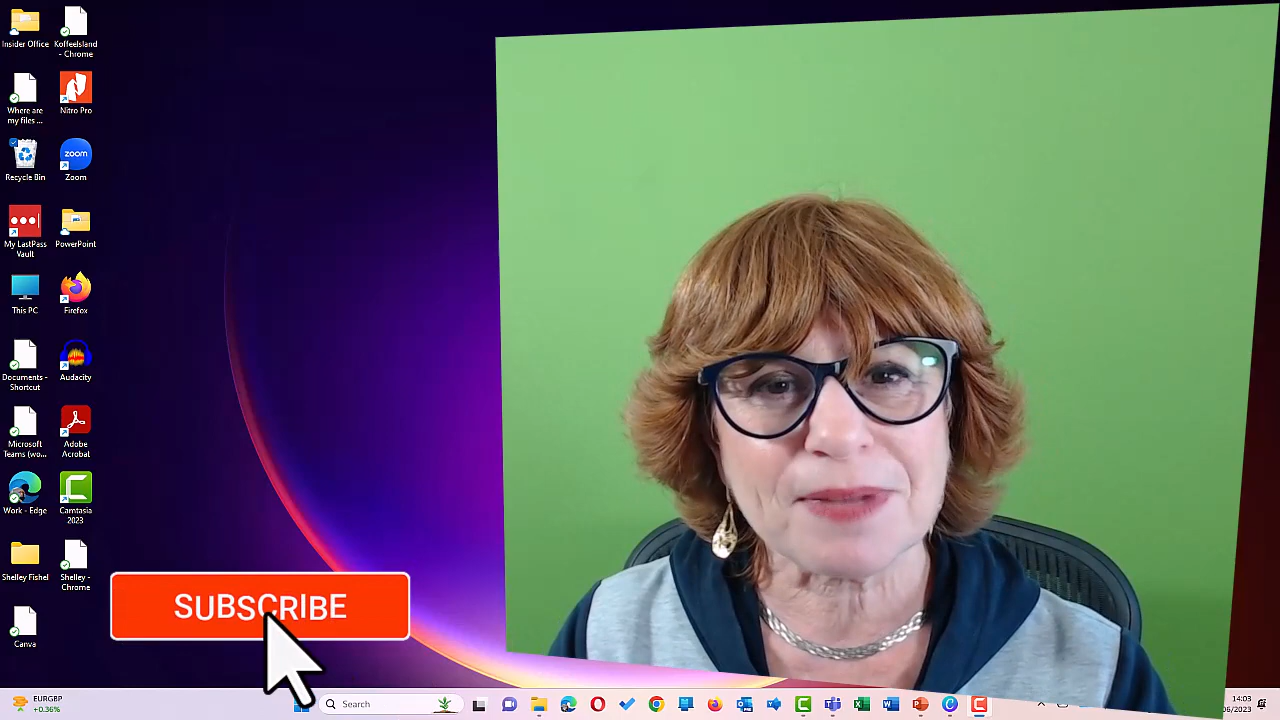 Insider Office
Koffeelsland
- Chrome
Where are
my files ...
Nitro Pro
Recycle Bin
zoom
Zoom
My LastPass
Vault
PowerPoint
This PC
Firefox
Documents -
Shortcut
Audacity
Microsoft
Teams (wo...
Adobe
Acrobat
Work - Edge
Camtasia
2023
Shelley Fishel
Shelley -
Chrome
Canva
SUBSCRIBE
EURGBP
+0.36%
Search
14:03
06/2023